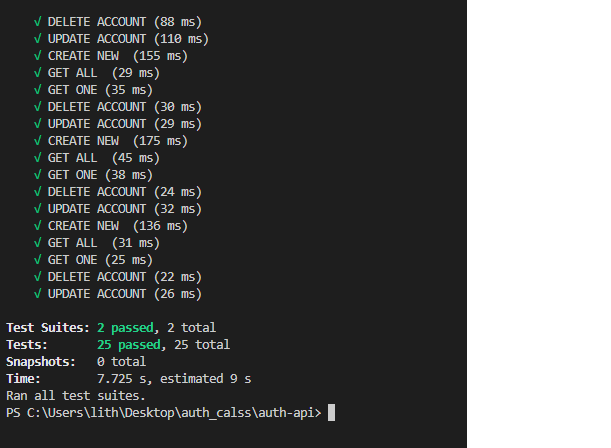 √ DELETE ACCOUNT (88 ms)
√ UPDATE ACCOUNT (110 ms)
√ CREATE NEW  (155 ms)
√ GET ALL  (29 ms)
√ GET ONE (35 ms)
√ DELETE ACCOUNT (30 ms)
√ UPDATE ACCOUNT (29 ms)
√ CREATE NEW  (175 ms)
√ GET ALL  (45 ms)
√ GET ONE (38 ms)
√ DELETE ACCOUNT (24 ms)
√ UPDATE ACCOUNT (32 ms)
√ CREATE NEW  (136 ms)
√ GET ALL  (31 ms)
√ GET ONE (25 ms)
√ DELETE ACCOUNT (22 ms)
√ UPDATE ACCOUNT (26 ms)
Test Suites: 2 passed, 2 total
Tests:       25 passed, 25 total
Snapshots:   0 total
Time:        7.725 s, estimated 9 s
Ran all test suites.
PS C:\Users\lith\Desktop\auth_calss\auth-api>